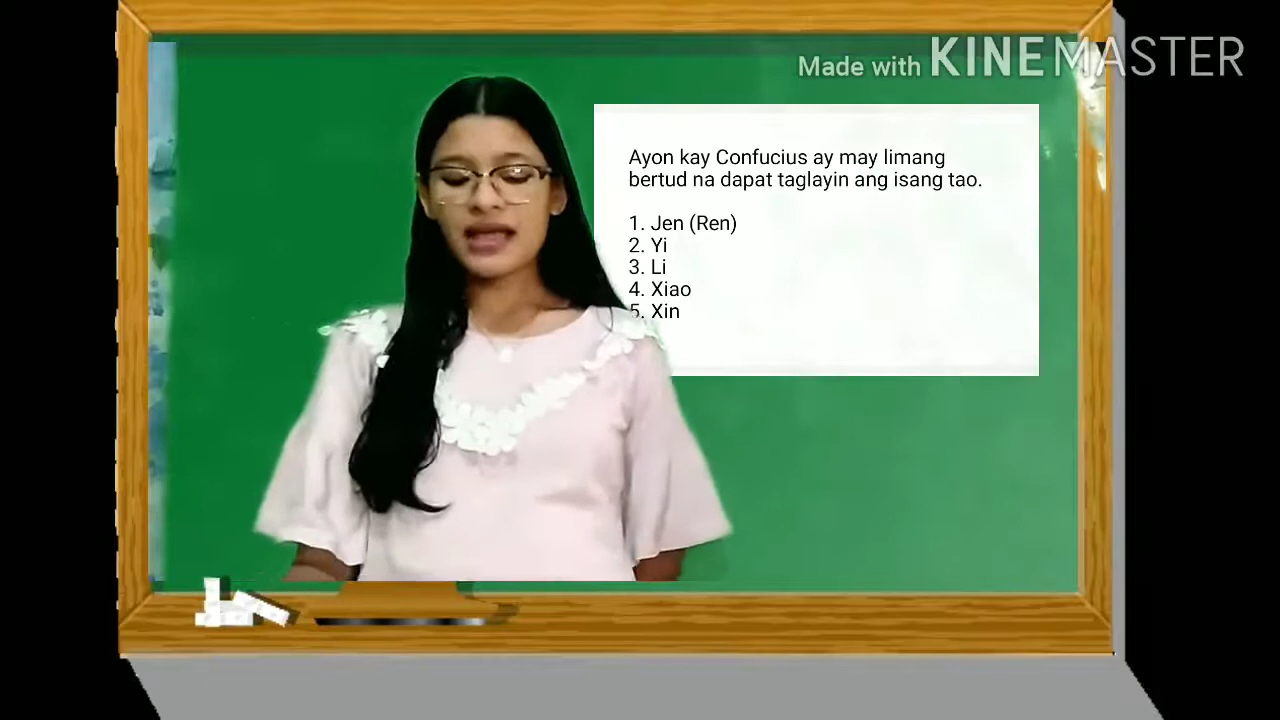 Made with KINEMASTER
Ayon kay Confucius ay may limang
bertud na dapat taglayin ang isang tao.
1. Jen (Ren)
2. Yi
3. Li
4. Xiao
5. Xin